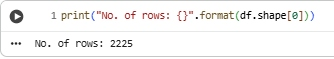 1 print("No. of rows: {}".format(df.shape[0]))
No. of rows: 2225